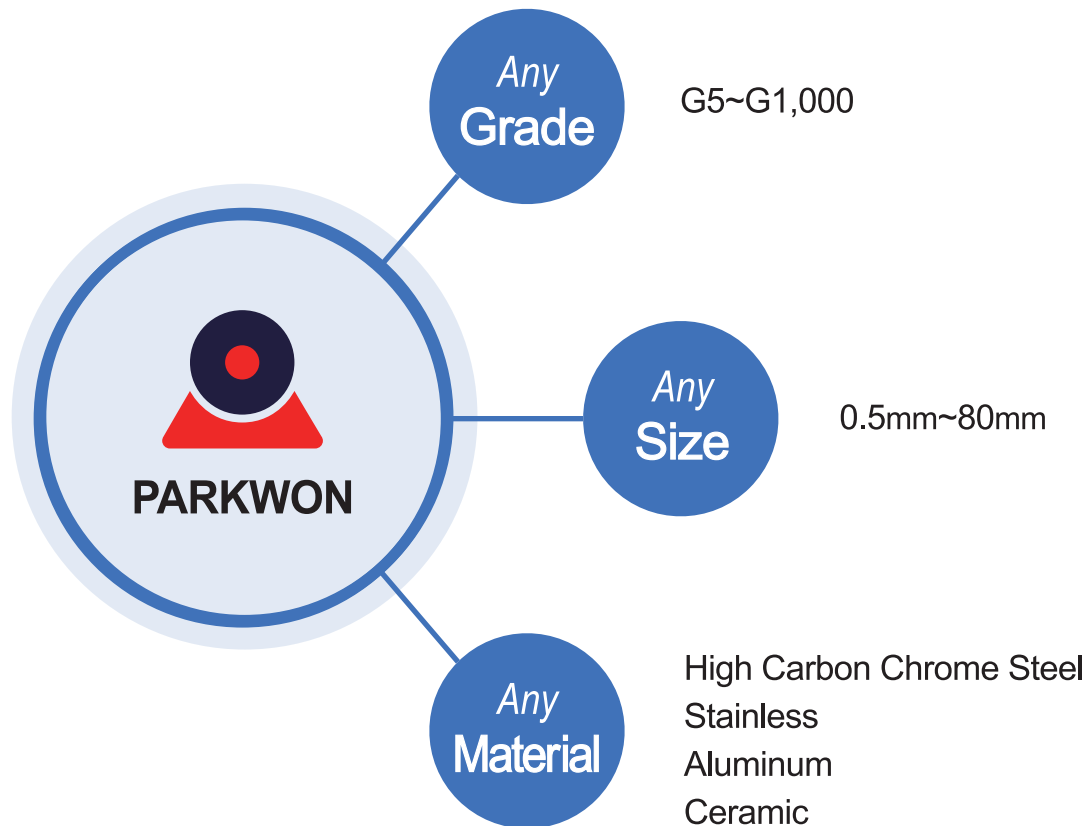 Any
Grade
G5~G1,000
PARKWON
Any
Size
0.5mm~80mm
Any
Material
High Carbon Chrome Steel
Stainless
Aluminum
Ceramic